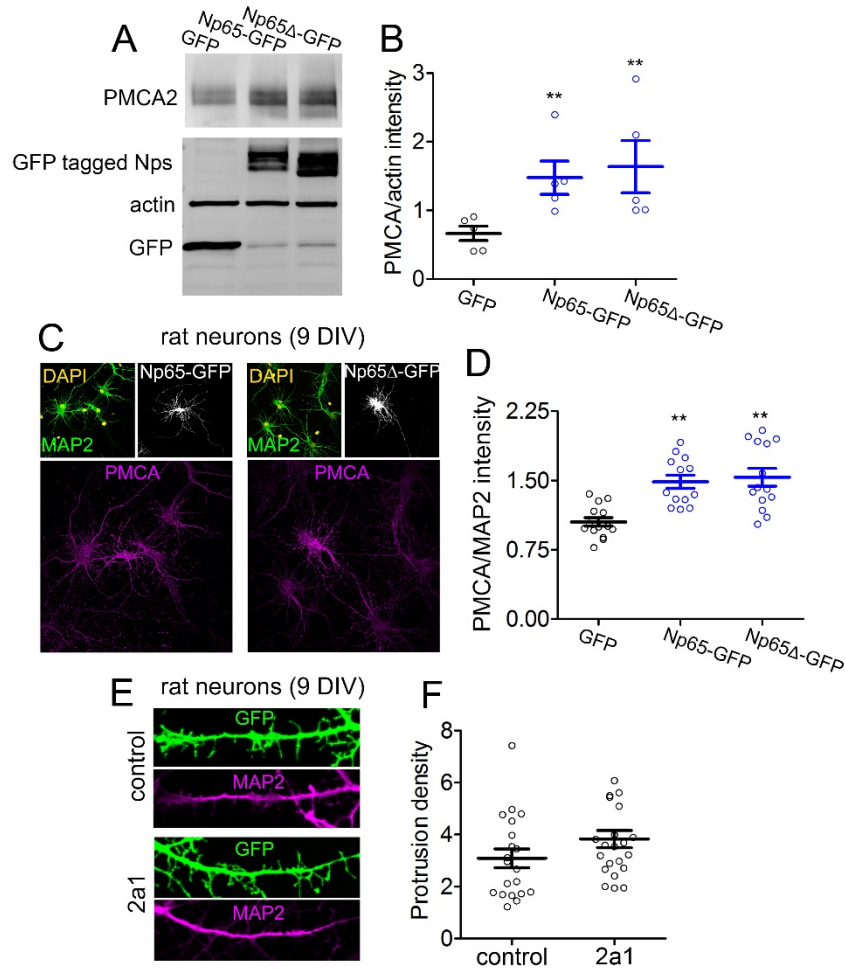 A
GFP
Np65-GFP
Np65Δ-GFP
PMCA2
GFP tagged Nps
actin
GFP
B
PMCA/actin intensity
3
2
1
0
**
**
GFP
Np65-GFP
Np65Δ-GFP
C
rat neurons (9 DIV)
DAPI
MAP2
Np65-GFP
DAPI
MAP2
Np65Δ-GFP
PMCA
PMCA
D
PMCA/MAP2 intensity
2.25
1.50
0.75
0.00
**
**
GFP
Np65-GFP
Np65Δ-GFP
E
rat neurons (9 DIV)
control
GFP
MAP2
2a1
GFP
MAP2
F
Protrusion density
8
6
4
2
0
control
2a1